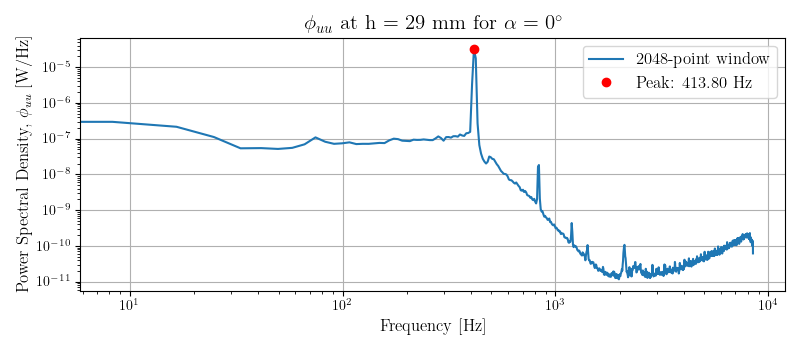 ϕᵤᵤ at h = 29 mm for α = 0°
Power Spectral Density, ϕᵤᵤ [W/Hz]
10⁻⁵
10⁻⁶
10⁻⁷
10⁻⁸
10⁻⁹
10⁻¹⁰
10⁻¹¹
2048-point window
Peak: 413.80 Hz
10¹ 10² 10³ 10⁴
Frequency [Hz]